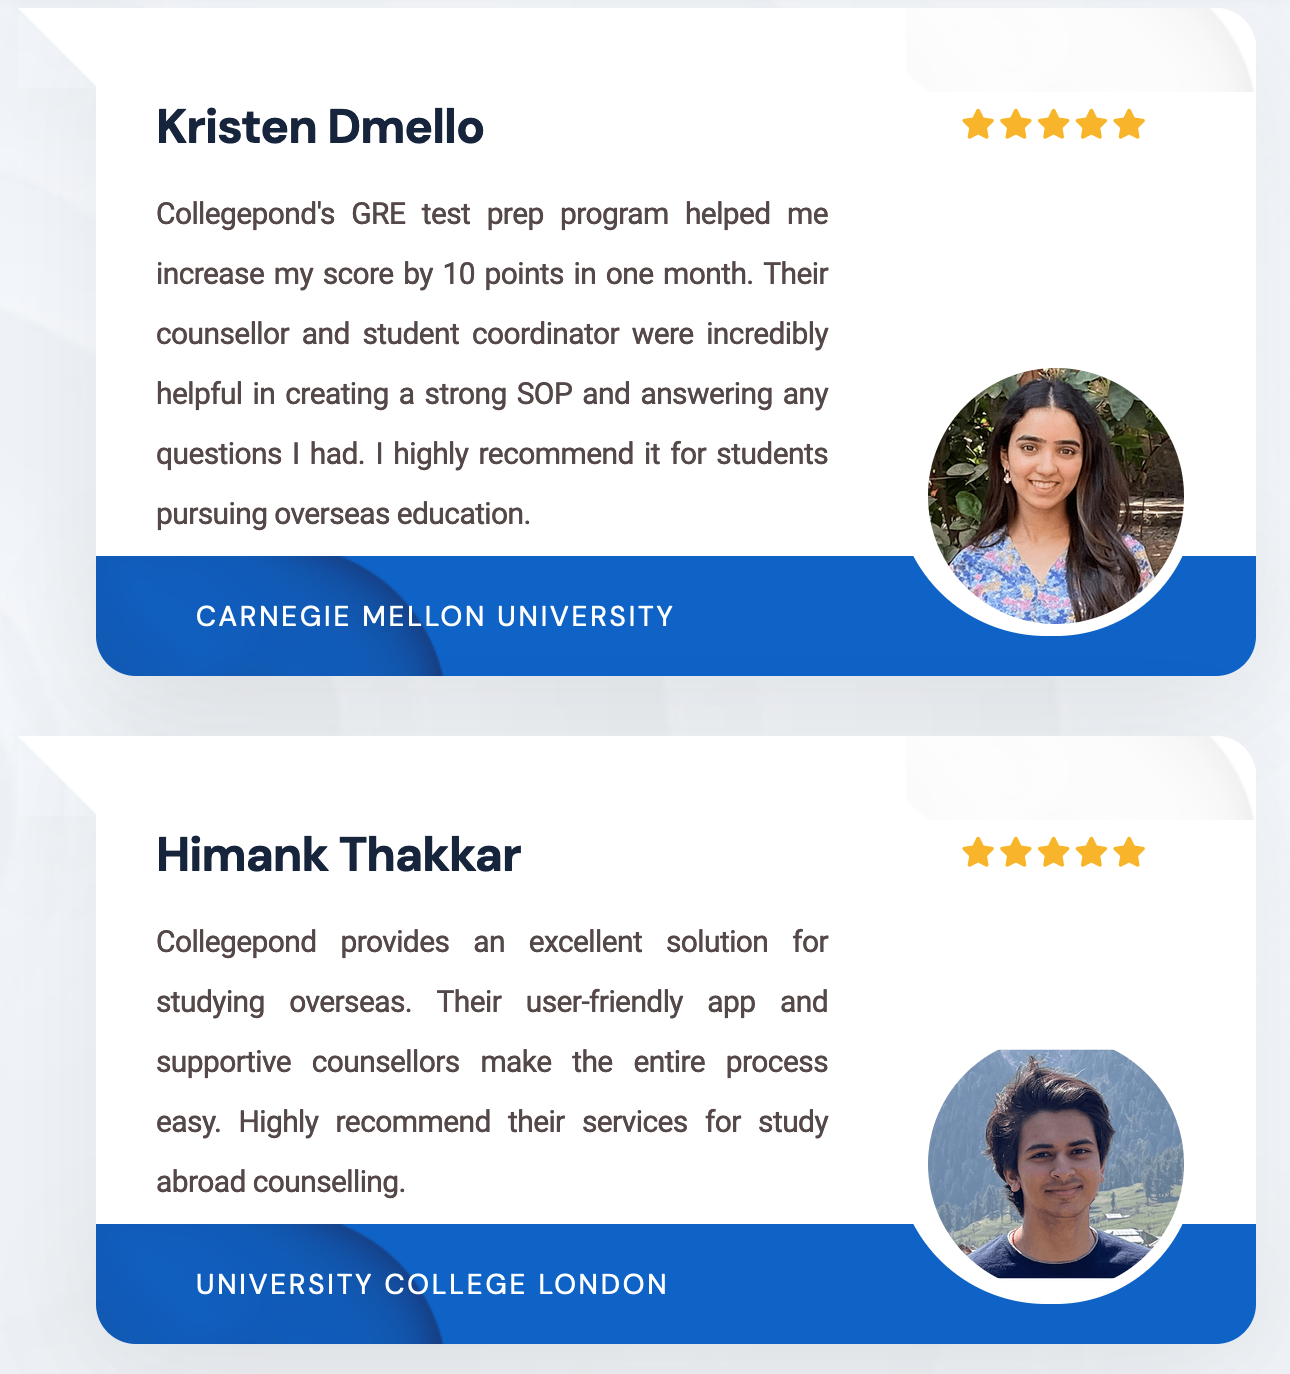 Kristen Dmello
Collegepond's GRE test prep program helped me
increase my score by 10 points in one month. Their
counsellor and student coordinator were incredibly
helpful in creating a strong SOP and answering any
questions I had. I highly recommend it for students
pursuing overseas education.
CARNEGIE MELLON UNIVERSITY
Himank Thakkar
Collegepond provides an excellent solution for
studying overseas. Their user-friendly app and
supportive counsellors make the entire process
easy. Highly recommend their services for study
abroad counselling.
UNIVERSITY COLLEGE LONDON